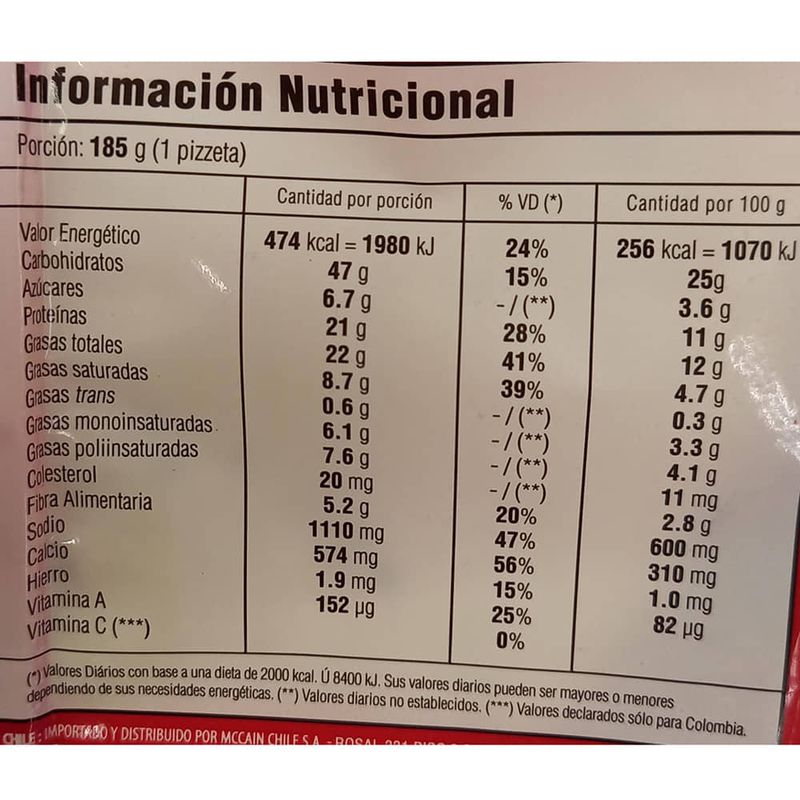 Información Nutricional
Porción: 185 g (1 pizzeta)
Cantidad por porción % VD (*) Cantidad por 100 g
Valor Energético 474 kcal = 1980 kJ 24% 256 kcal = 1070 kJ
Carbohidratos 47 g 15% 25g
Azúcares 6.7 g - / (**) 3.6 g
Proteínas 21 g 28% 11 g
Grasas totales 22 g 41% 12 g
Grasas saturadas 8.7 g 39% 4.7 g
Grasas trans 0.6 g - / (**) 0.3 g
Grasas monoinsaturadas 6.1 g - / (**) 3.3 g
Grasas poliinsaturadas 7.6 g - / (**) 4.1 g
Colesterol 20 mg - / (**) 11 mg
Fibra Alimentaria 5.2 g 20% 2.8 g
Sodio 1110 mg 47% 600 mg
Calcio 574 mg 56% 310 mg
Hierro 1.9 mg 15% 1.0 mg
Vitamina A 152 µg 25% 82 µg
Vitamina C (***) 0%
(*) Valores Diários con base a una dieta de 2000 kcal. Ú 8400 kJ. Sus valores diarios pueden ser mayores o menores
dependiendo de sus necesidades energéticas. (**) Valores diarios no establecidos. (***) Valores declarados sólo para Colombia.
CHILE: IMPORTADO Y DISTRIBUIDO POR MCCAIN CHILE S.A. - ROSAL